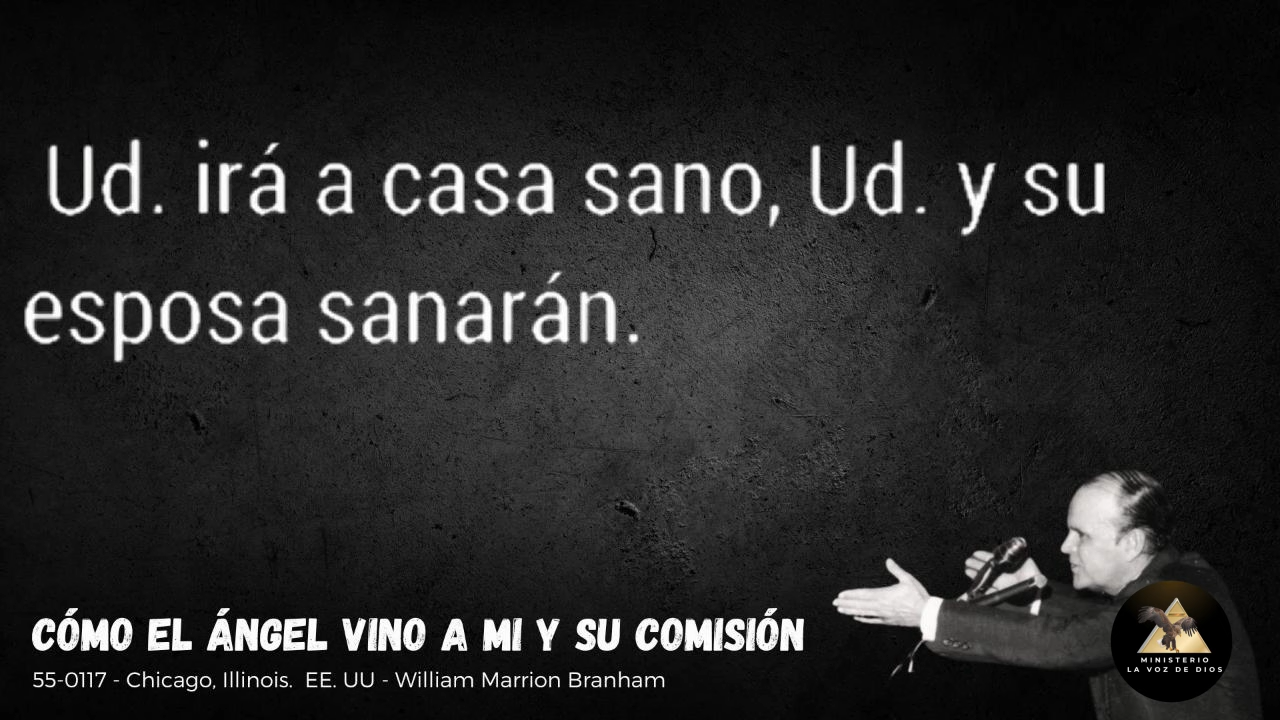 Ud. irá a casa sano, Ud. y su
esposa sanarán.
CÓMO EL ÁNGEL VINO A MI Y SU COMISIÓN
55-0117 - Chicago, Illinois. EE. UU - William Marrion Branham
MINISTERIO
LA VOZ DE DIOS